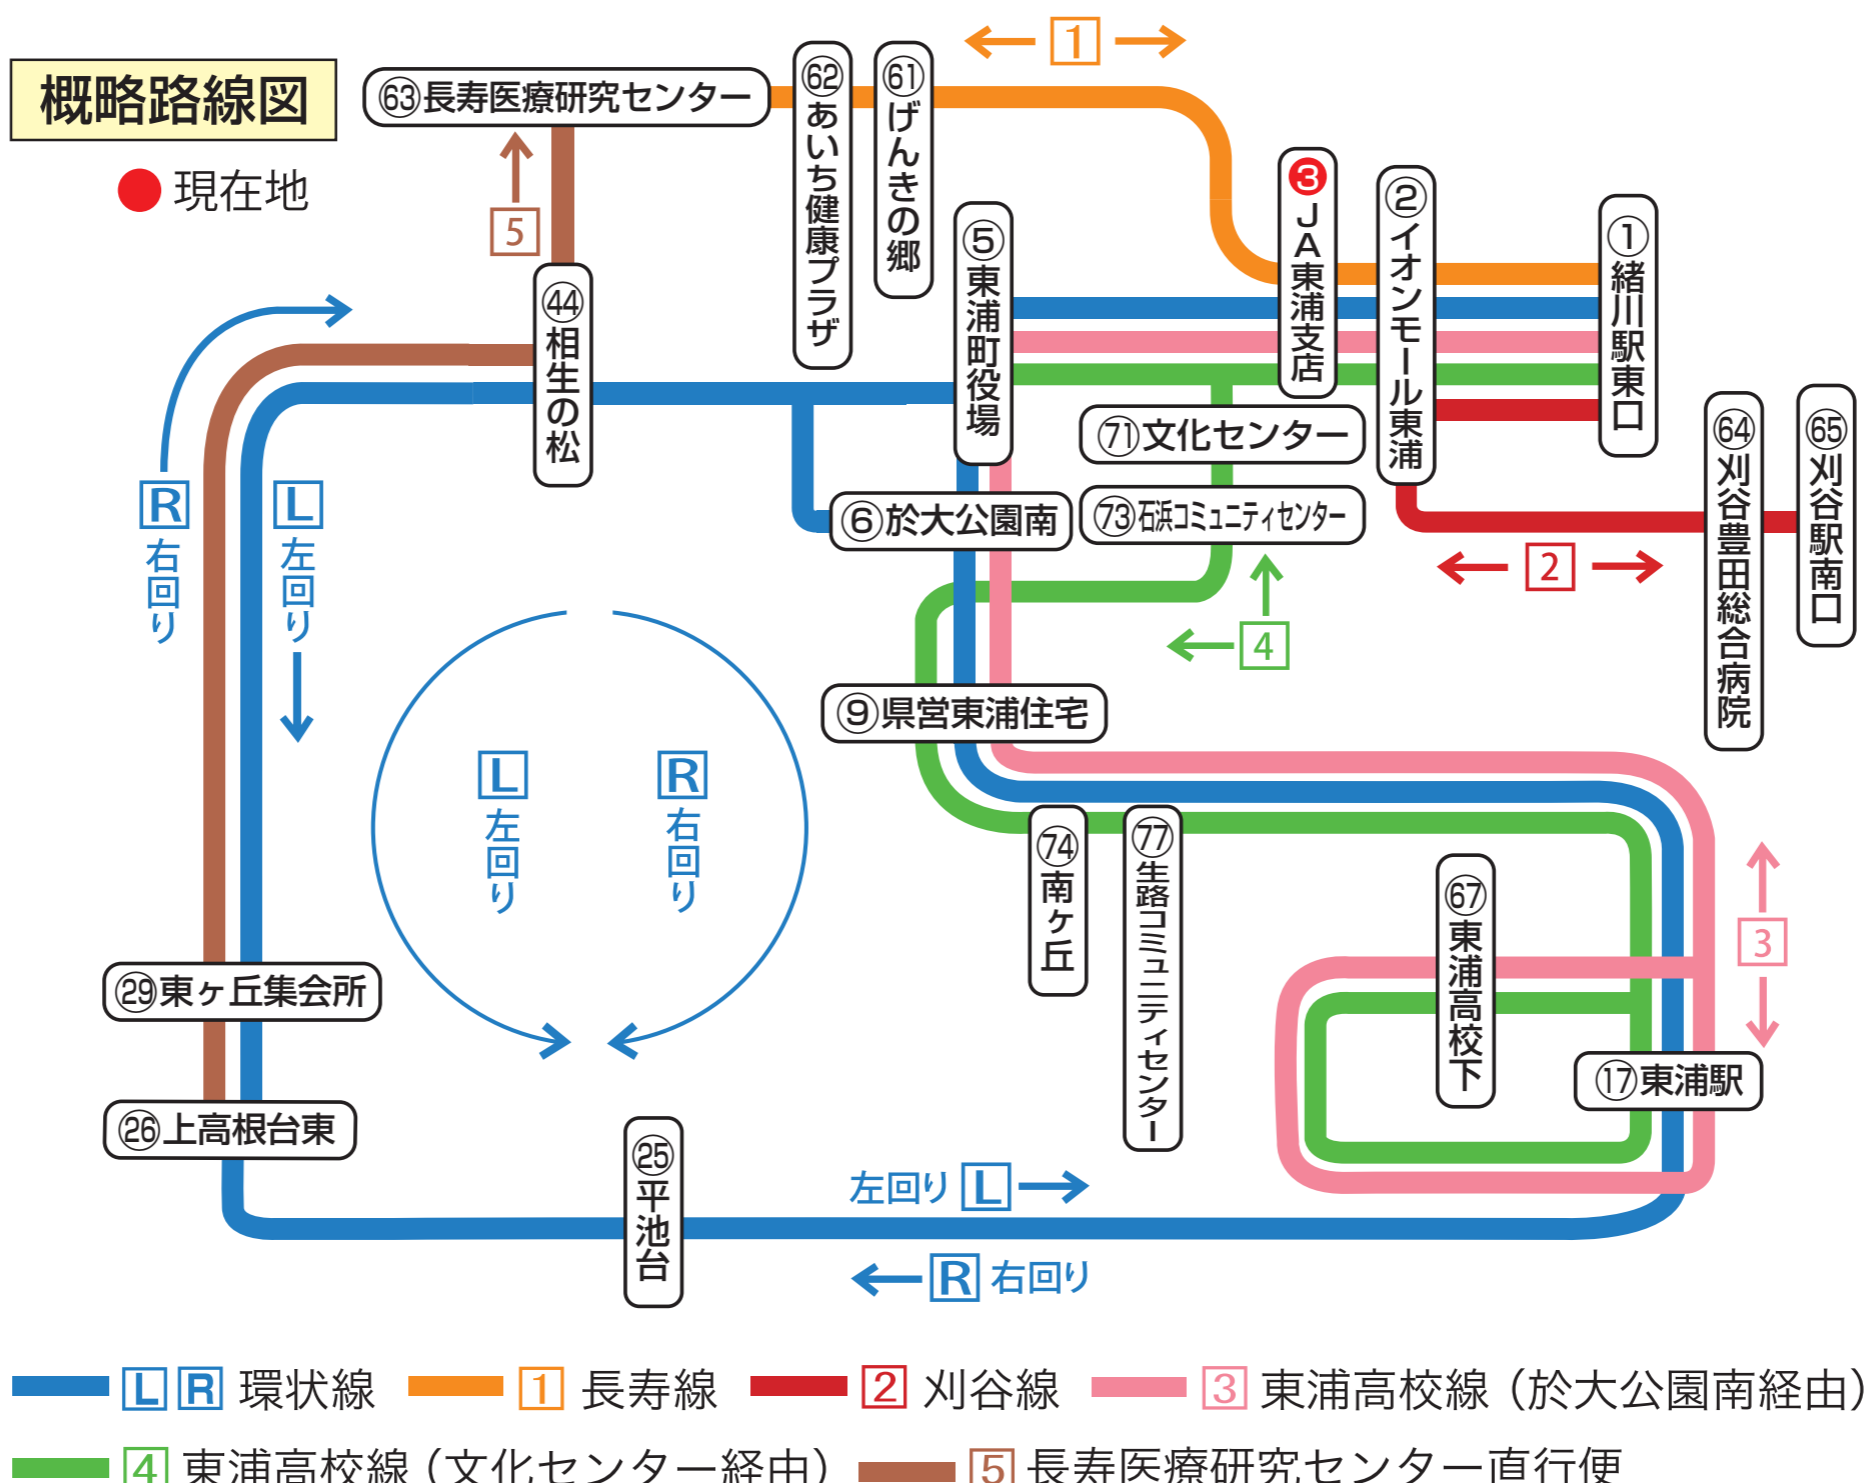 概略路線図
現在地
1
63長寿医療研究センター
62あいち健康プラザ
61げんきの郷
3JA東浦支店
2イオンモール東浦
1緒川駅東口
5東浦町役場
5
44相生の松
71文化センター
64刈谷豊田総合病院
65刈谷駅南口
R右回り
L左回り
6於大公園南
73石浜コミュニティセンター
2
4
9県営東浦住宅
L左回り
R右回り
74南ヶ丘
77生路コミュニティセンター
67東浦高校下
3
29東ヶ丘集会所
17東浦駅
26上高根台東
25平池台
左回りL
R右回り
LR環状線 1長寿線 2刈谷線 3東浦高校線（於大公園南経由）
4東浦高校線（文化センター経由） 5長寿医療研究センター直行便